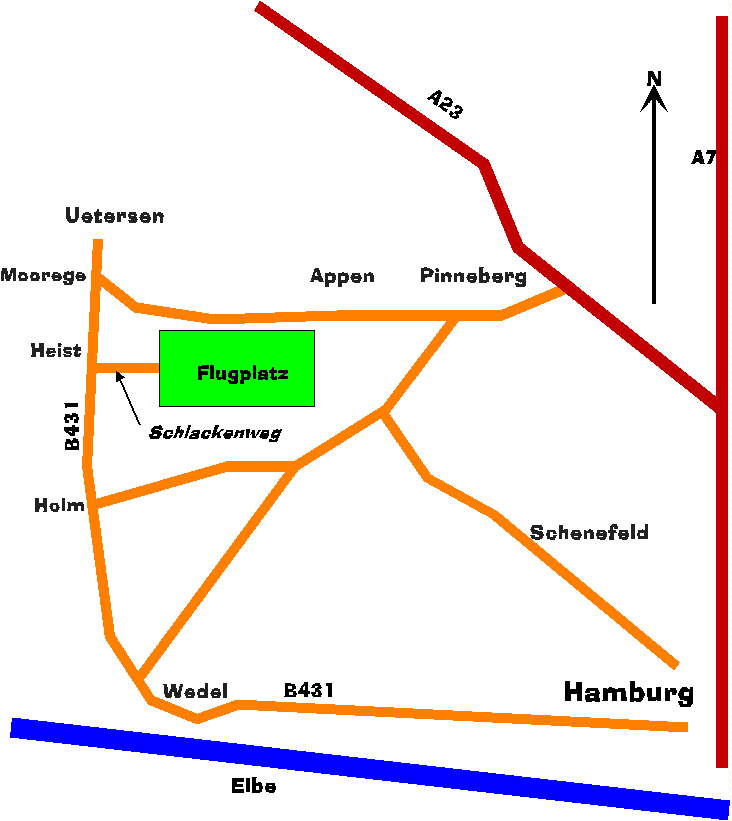 N
A23
A7
Uetersen
Moorege
Appen
Pinneberg
Heist
Flugplatz
B431
Schlackenweg
Holm
Schenefeld
Wedel
B431
Hamburg
Elbe